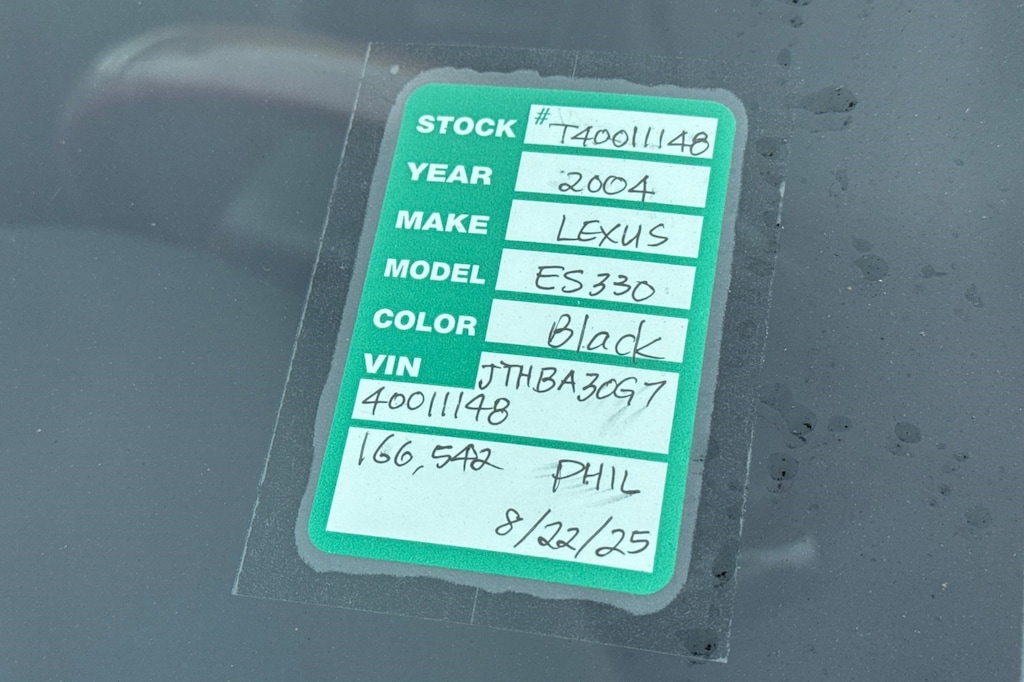 STOCK # T40011148
YEAR 2004
MAKE LEXUS
MODEL ES330
COLOR Black
VIN JTHBA30G7
40011148
166,542 PHIL
8/22/25